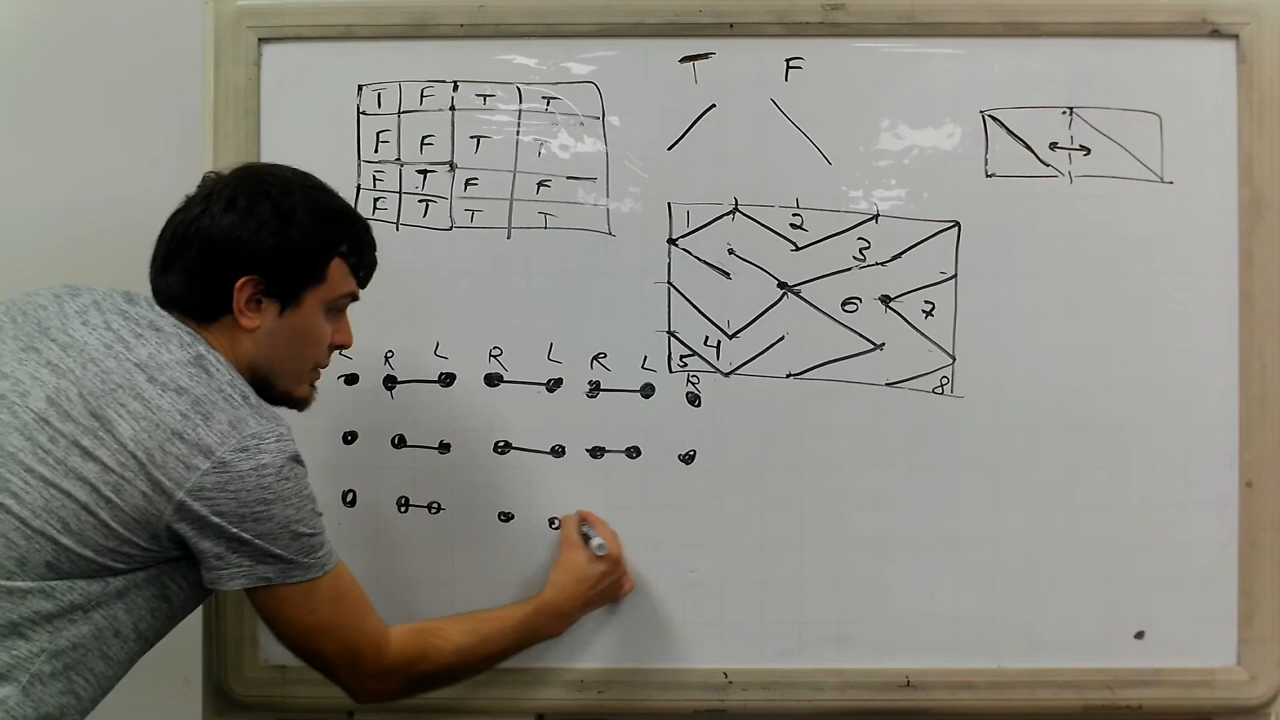 T F
T F T T
F F T T
F T F F
F T T T
1 2
3
6 7
4
5 8
L R L R L R L
R